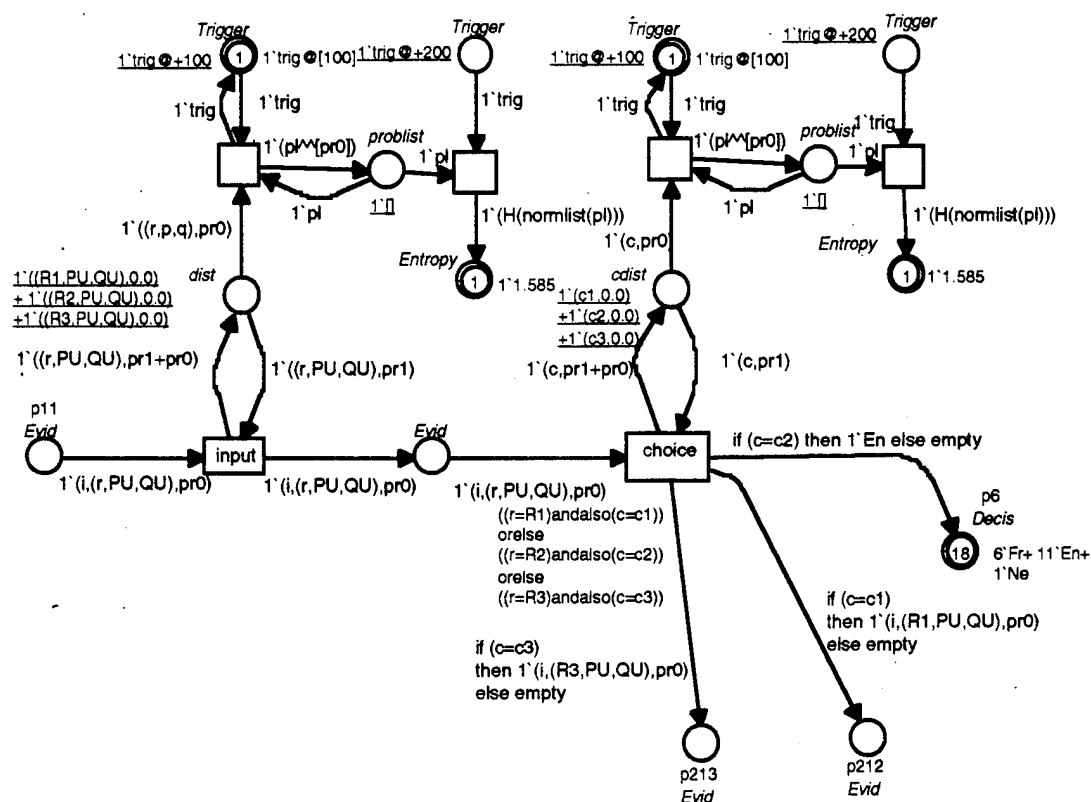 Trigger
Trigger
Trigger
Trigger
1`trig@+100
1
1`trig@[100]
1`trig@+200
1`trig@+100
1
1`trig@[100]
1`trig@+200
1`trig
1`trig
1`trig
1`trig
1`trig
1`trig
1`(pl^^[pr0])
problist
1`pl
1`(pl^^[pr0])
problist
1`pl
1`pl
1`[]
1`pl
1`[]
1`((r,p,q),pr0)
1`(H(normlist(pl)))
1`(c,pr0)
1`(H(normlist(pl)))
dist
Entropy
1
1`1.585
cdist
Entropy
1
1`1.585
1`((R1,PU,QU),0.0)
+ 1`((R2,PU,QU),0.0)
+1`((R3,PU,QU),0.0)
1`(c1,0.0)
+1`(c2,0.0)
+1`(c3,0.0)
1`((r,PU,QU),pr1+pr0)
1`((r,PU,QU),pr1)
1`(c,pr1+pr0)
1`(c,pr1)
p11
Evid
input
Evid
choice
if (c=c2) then 1`En else empty
1`(i,(r,PU,QU),pr0)
1`(i,(r,PU,QU),pr0)
1`(i,(r,PU,QU),pr0)
((r=R1)andalso(c=c1))
orelse
((r=R2)andalso(c=c2))
orelse
((r=R3)andalso(c=c3))
p6
Decis
18
6`Fr+ 11`En+
1`Ne
if (c=c1)
then 1`(i,(R1,PU,QU),pr0)
else empty
if (c=c3)
then 1`(i,(R3,PU,QU),pr0)
else empty
p213
Evid
p212
Evid